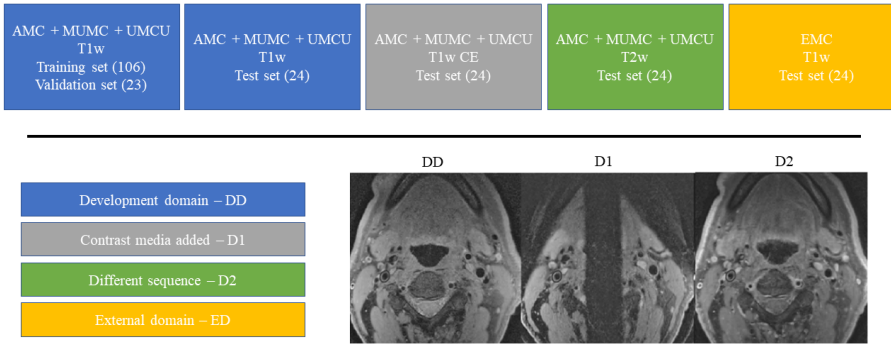 AMC + MUMC + UMCU
T1w
Training set (106)
Validation set (23)
AMC + MUMC + UMCU
T1w
Test set (24)
AMC + MUMC + UMCU
T1w CE
Test set (24)
AMC + MUMC + UMCU
T2w
Test set (24)
EMC
T1w
Test set (24)
Development domain – DD
Contrast media added – D1
Different sequence – D2
External domain – ED
DD
D1
D2